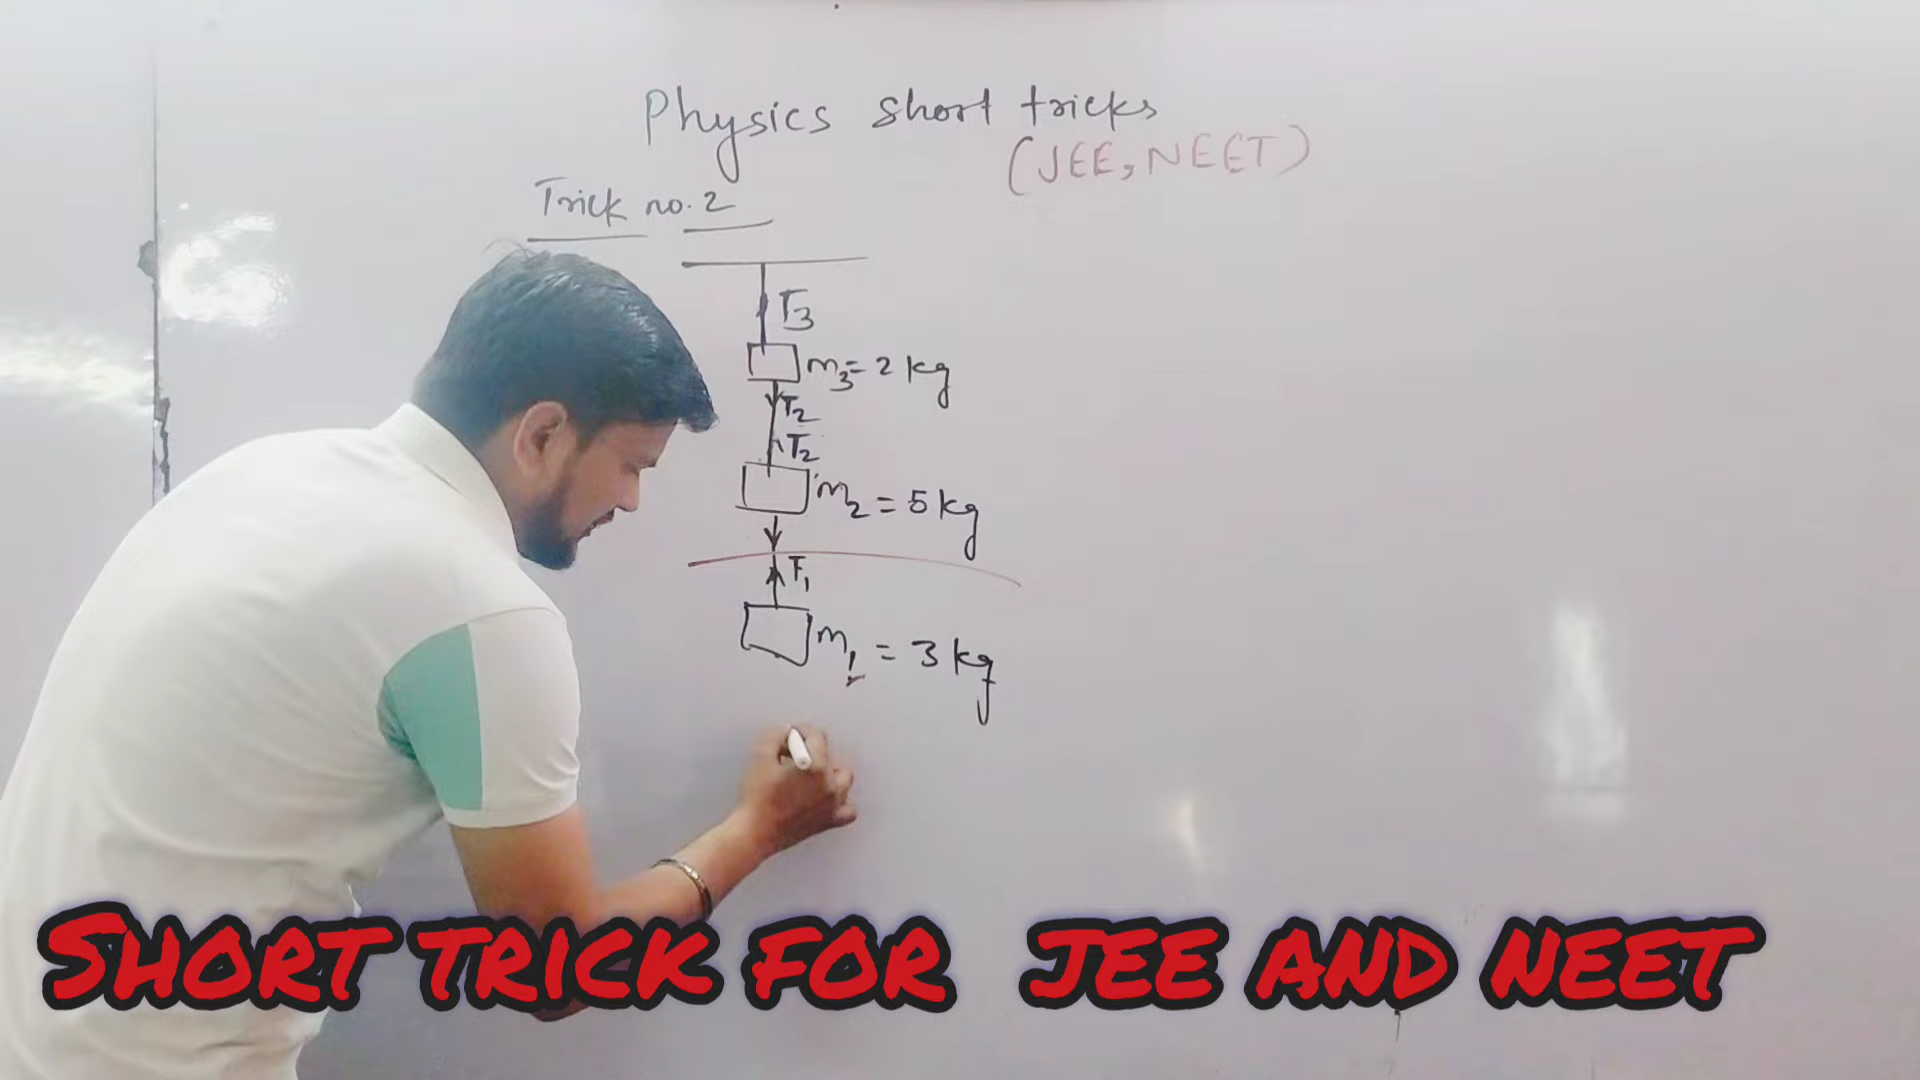 Physics short tricks
(JEE, NEET)
Trick no. 2
T3
m3 = 2 kg
T2
T2
m2 = 5 kg
T1
m1 = 3 kg
SHORT TRICK FOR JEE AND NEET